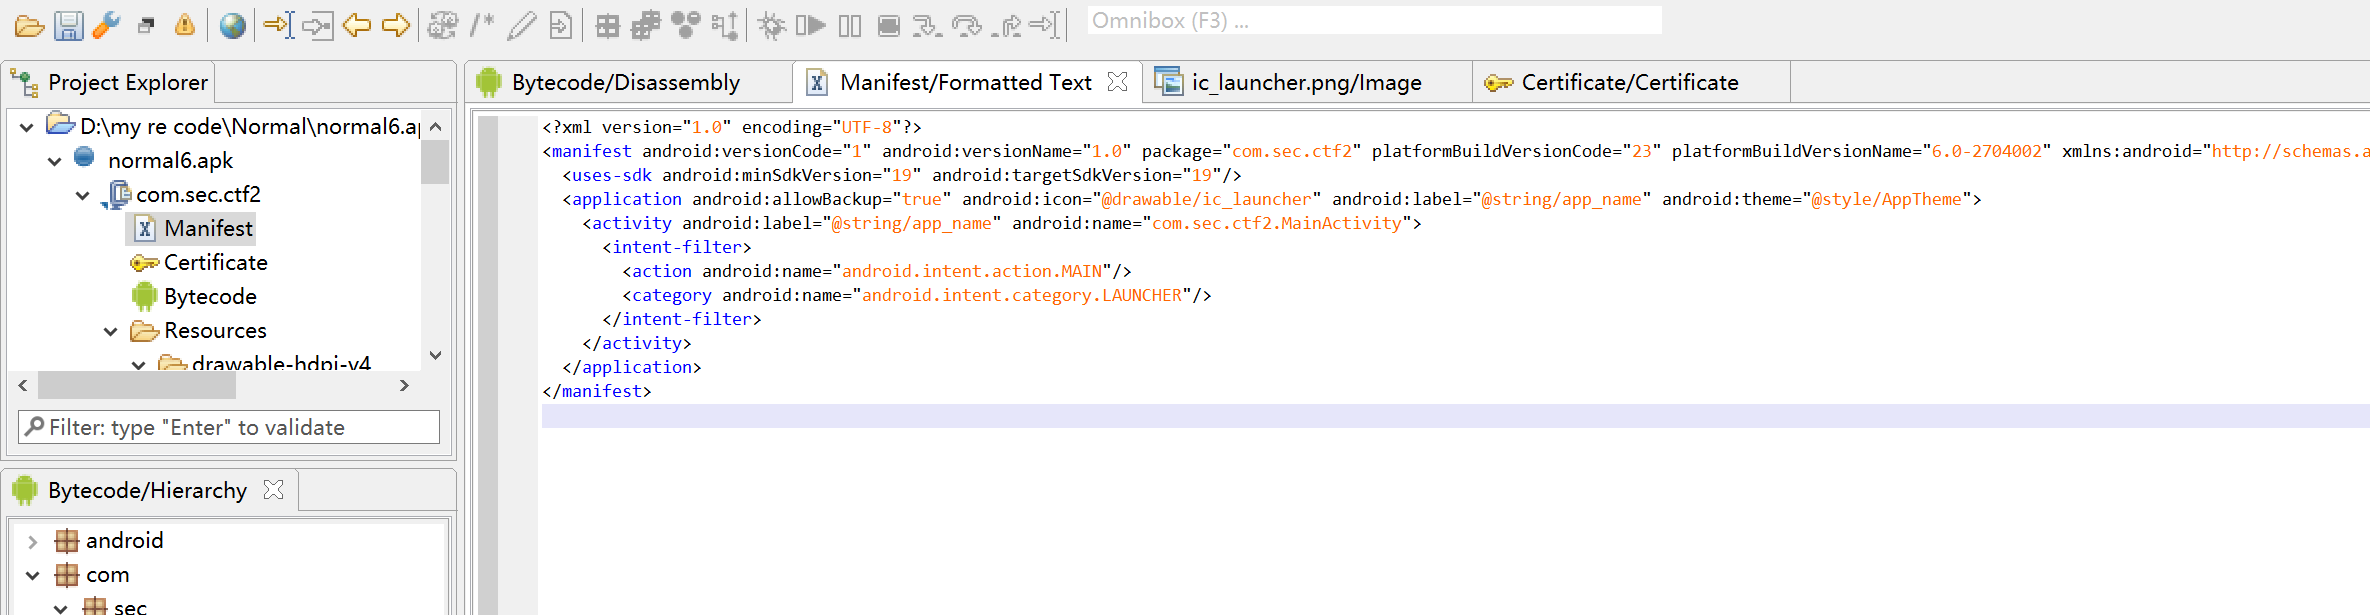 Omnibox (F3) ...
Project Explorer
D:\my re code\Normal\normal6.ap
normal6.apk
com.sec.ctf2
Manifest
Certificate
Bytecode
Resources
drawable-hdpi-v4
Filter: type "Enter" to validate
Bytecode/Hierarchy
android
com
sec
Bytecode/Disassembly
Manifest/Formatted Text
ic_launcher.png/Image
Certificate/Certificate
<?xml version="1.0" encoding="UTF-8"?>
<manifest android:versionCode="1" android:versionName="1.0" package="com.sec.ctf2" platformBuildVersionCode="23" platformBuildVersionName="6.0-2704002" xmlns:android="http://schemas.a
<uses-sdk android:minSdkVersion="19" android:targetSdkVersion="19"/>
<application android:allowBackup="true" android:icon="@drawable/ic_launcher" android:label="@string/app_name" android:theme="@style/AppTheme">
<activity android:label="@string/app_name" android:name="com.sec.ctf2.MainActivity">
<intent-filter>
<action android:name="android.intent.action.MAIN"/>
<category android:name="android.intent.category.LAUNCHER"/>
</intent-filter>
</activity>
</application>
</manifest>